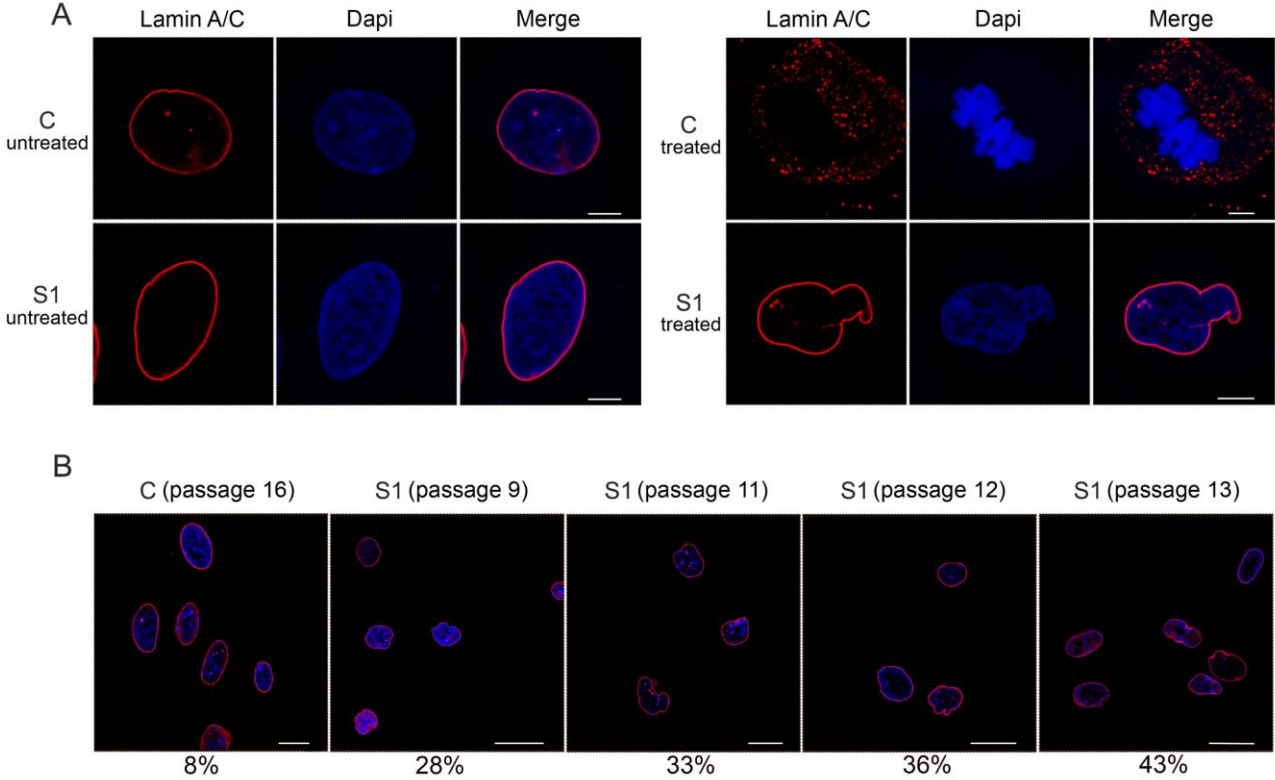 A
Lamin A/C Dapi Merge Lamin A/C Dapi Merge
C
untreated
C
treated
S1
untreated
S1
treated
B
C (passage 16) S1 (passage 9) S1 (passage 11) S1 (passage 12) S1 (passage 13)
8% 28% 33% 36% 43%